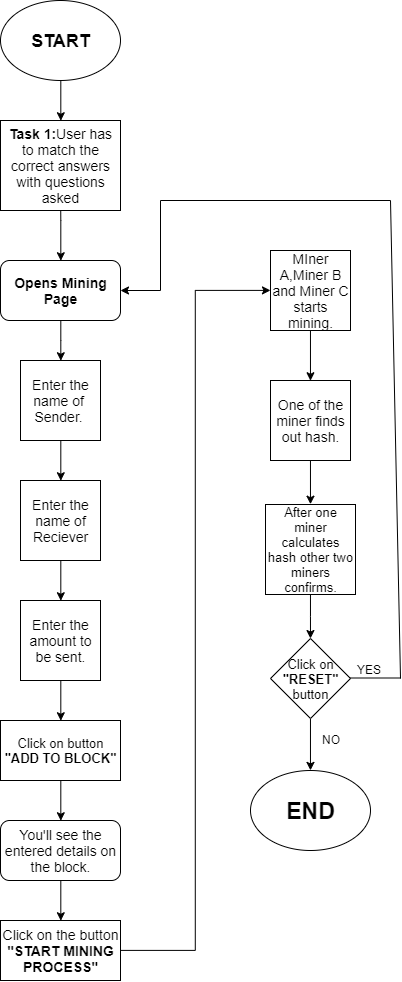 START
Task 1:User has
to match the
correct answers
with questions
asked
Opens Mining
Page
Enter the
name of
Sender.
Enter the
name of
Reciever
Enter the
amount to
be sent.
Click on button
"ADD TO BLOCK"
You'll see the
entered details on
the block.
Click on the button
"START MINING
PROCESS"
MIner
A,Miner B
and Miner C
starts
mining.
One of the
miner finds
out hash.
After one
miner
calculates
hash other two
miners
confirms.
Click on
"RESET"
button
YES
NO
END